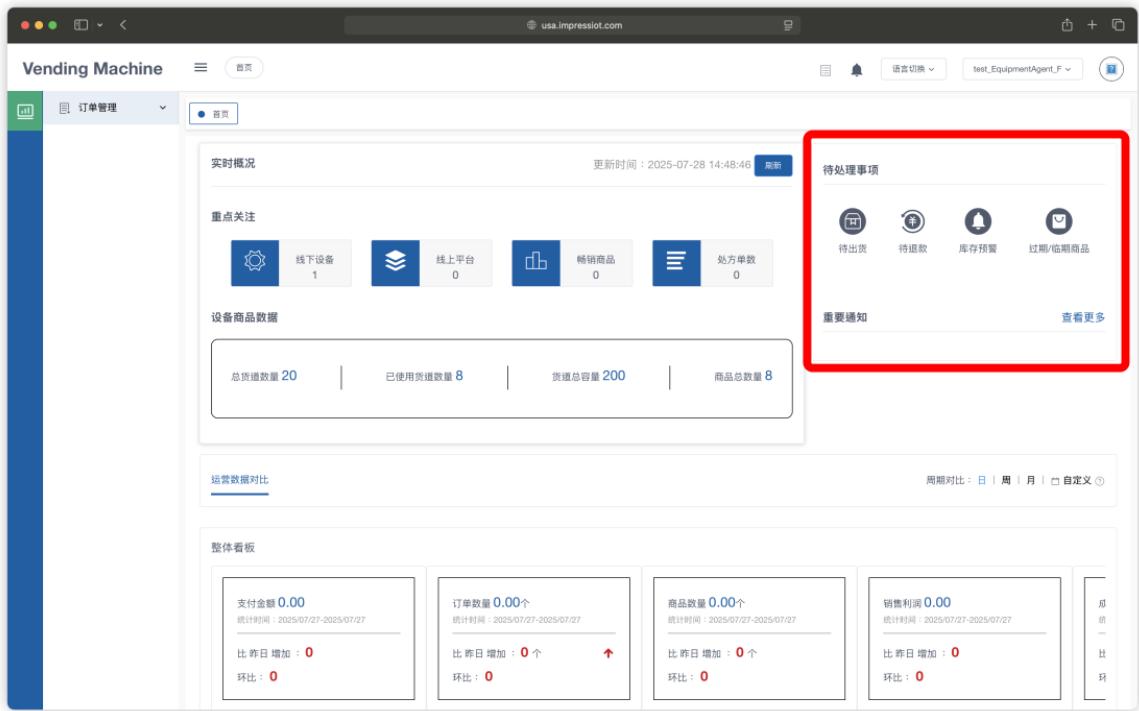 usa.impressiot.com
Vending Machine
首页
语言切换
test_EquipmentAgent_F
订单管理
首页
实时概况
更新时间：2025-07-28 14:48:46
刷新
重点关注
线下设备
1
线上平台
0
畅销商品
0
处方单数
0
设备商品数据
总货道数量 20
已使用货道数量 8
货道总容量 200
商品总数量 8
待处理事项
待出货
待退款
库存预警
过期/临期商品
重要通知
查看更多
运营数据对比
周期对比： 日 | 周 | 月 | 自定义
整体看板
支付金额 0.00
统计时间：2025/07/27-2025/07/27
比 昨日 增加 ： 0
环比： 0
订单数量 0.00个
统计时间：2025/07/27-2025/07/27
比 昨日 增加 ： 0 个
环比： 0
商品数量 0.00个
统计时间：2025/07/27-2025/07/27
比 昨日 增加 ： 0 个
环比： 0
销售利润 0.00
统计时间：2025/07/27-2025/07/27
比 昨日 增加 ： 0
环比： 0